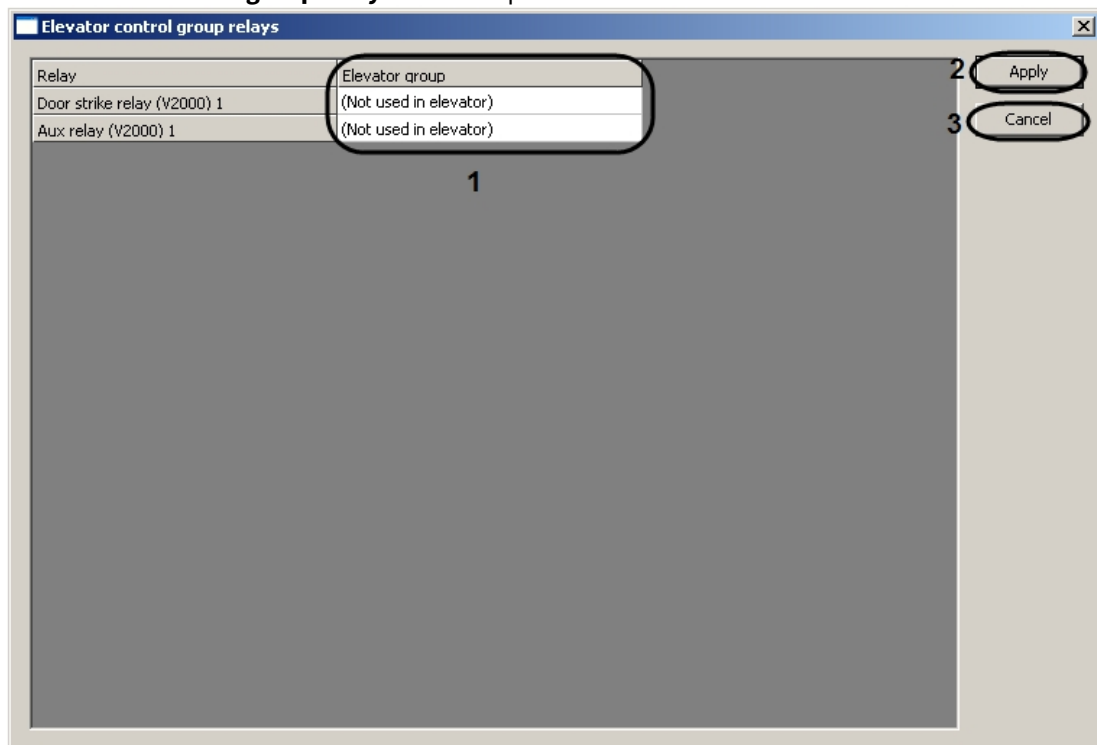 Elevator control group relays
Relay Elevator group
Door strike relay (V2000) 1 (Not used in elevator)
Aux relay (V2000) 1 (Not used in elevator)
1
2 Apply
3 Cancel